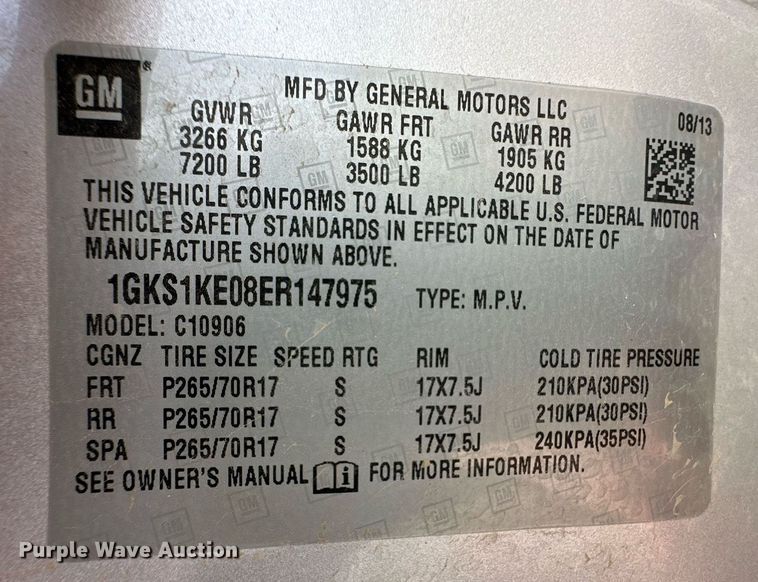 GM ®
MFD BY GENERAL MOTORS LLC
08/13
GVWR GAWR FRT GAWR RR
3266 KG 1588 KG 1905 KG
7200 LB 3500 LB 4200 LB
THIS VEHICLE CONFORMS TO ALL APPLICABLE U.S. FEDERAL MOTOR
VEHICLE SAFETY STANDARDS IN EFFECT ON THE DATE OF
MANUFACTURE SHOWN ABOVE.
1GKS1KE08ER147975 TYPE: M.P.V.
MODEL: C10906
CGNZ TIRE SIZE SPEED RTG RIM COLD TIRE PRESSURE
FRT P265/70R17 S 17X7.5J 210KPA(30PSI)
RR P265/70R17 S 17X7.5J 210KPA(30PSI)
SPA P265/70R17 S 17X7.5J 240KPA(35PSI)
SEE OWNER'S MANUAL i FOR MORE INFORMATION.
Purple Wave Auction